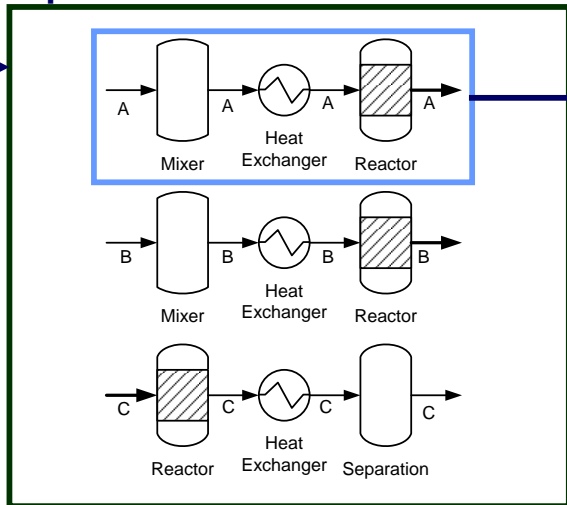 A A A A
Mixer Heat Exchanger Reactor
B B B B
Mixer Heat Exchanger Reactor
C C C C
Reactor Heat Exchanger Separation